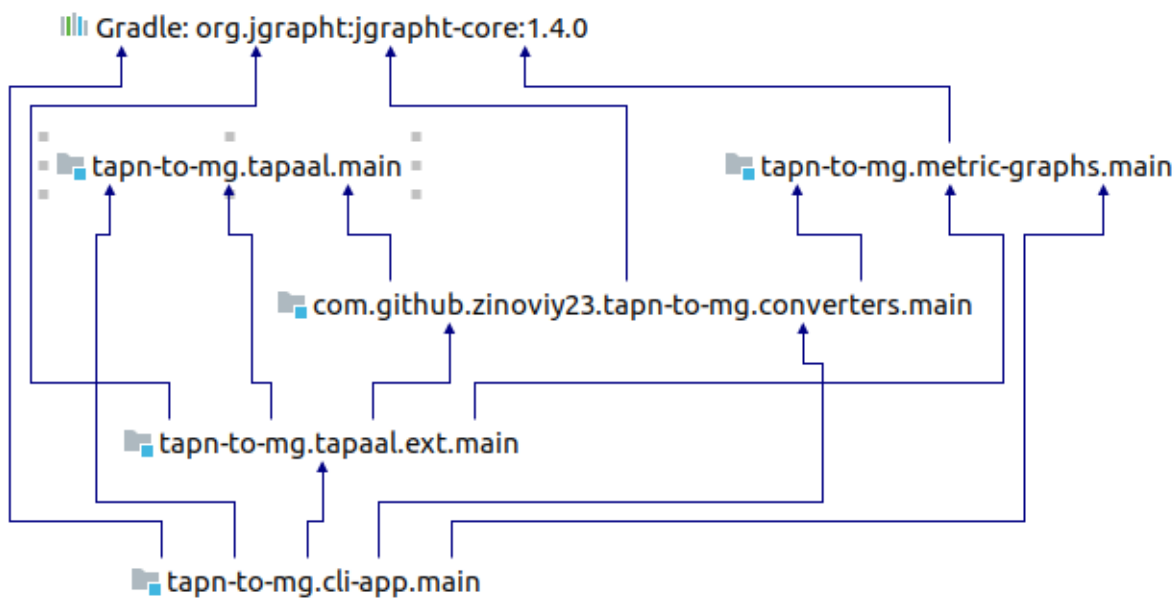 Gradle: org.jgrapht:jgrapht-core:1.4.0
tapn-to-mg.tapaal.main
tapn-to-mg.metric-graphs.main
com.github.zinoviy23.tapn-to-mg.converters.main
tapn-to-mg.tapaal.ext.main
tapn-to-mg.cli-app.main